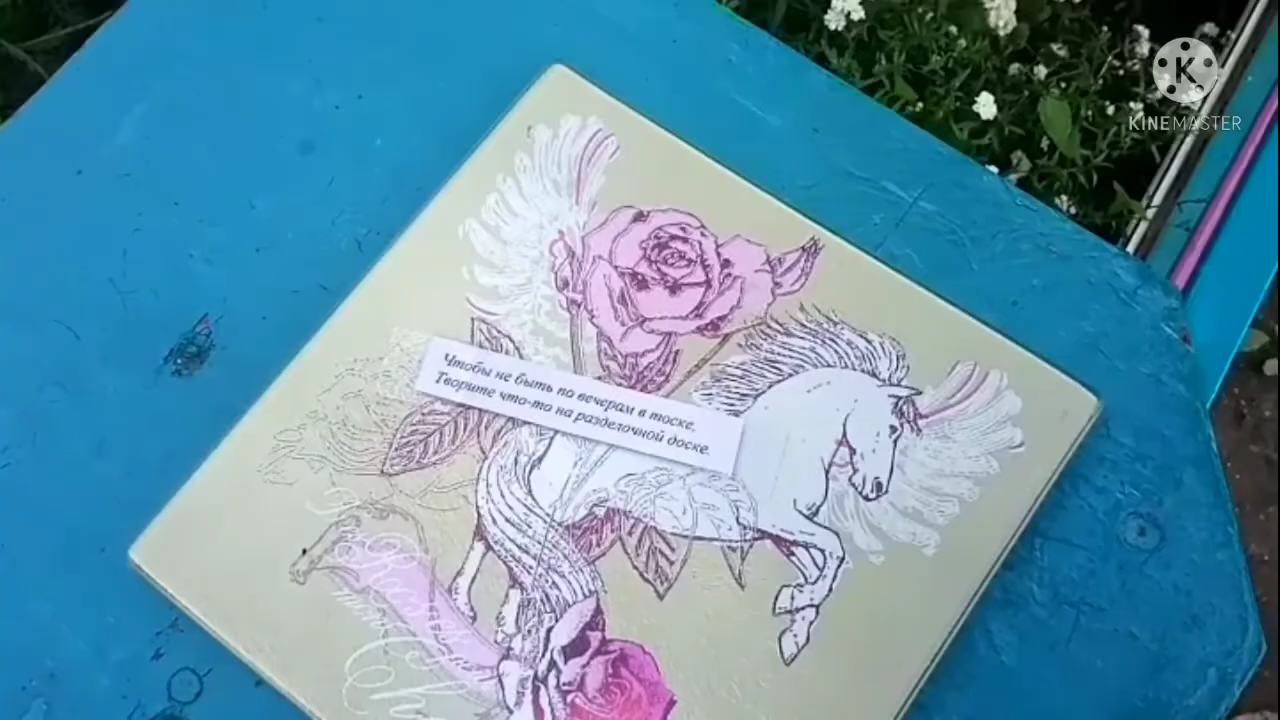 Чтобы не быть по вечерам в тоске,
Творите что-то на разделочной доске.
K
KINEMASTER